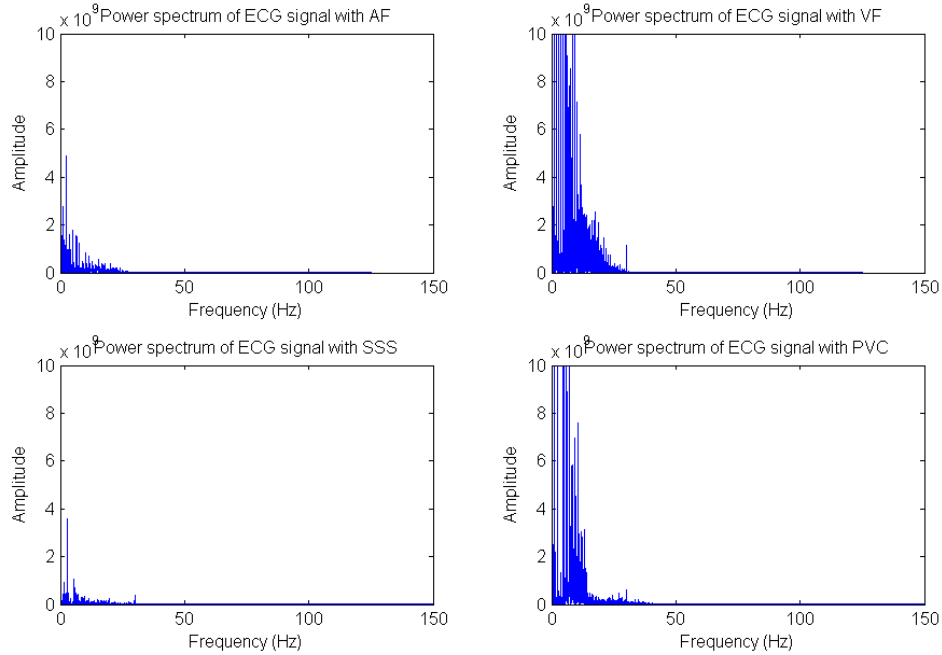 x 10^9 Power spectrum of ECG signal with AF
10
8
6
4
2
0
Amplitude
0 50 100 150
Frequency (Hz)
x 10^9 Power spectrum of ECG signal with VF
10
8
6
4
2
0
Amplitude
0 50 100 150
Frequency (Hz)
x 10^9 Power spectrum of ECG signal with SSS
10
8
6
4
2
0
Amplitude
0 50 100 150
Frequency (Hz)
x 10^9 Power spectrum of ECG signal with PVC
10
8
6
4
2
0
Amplitude
0 50 100 150
Frequency (Hz)